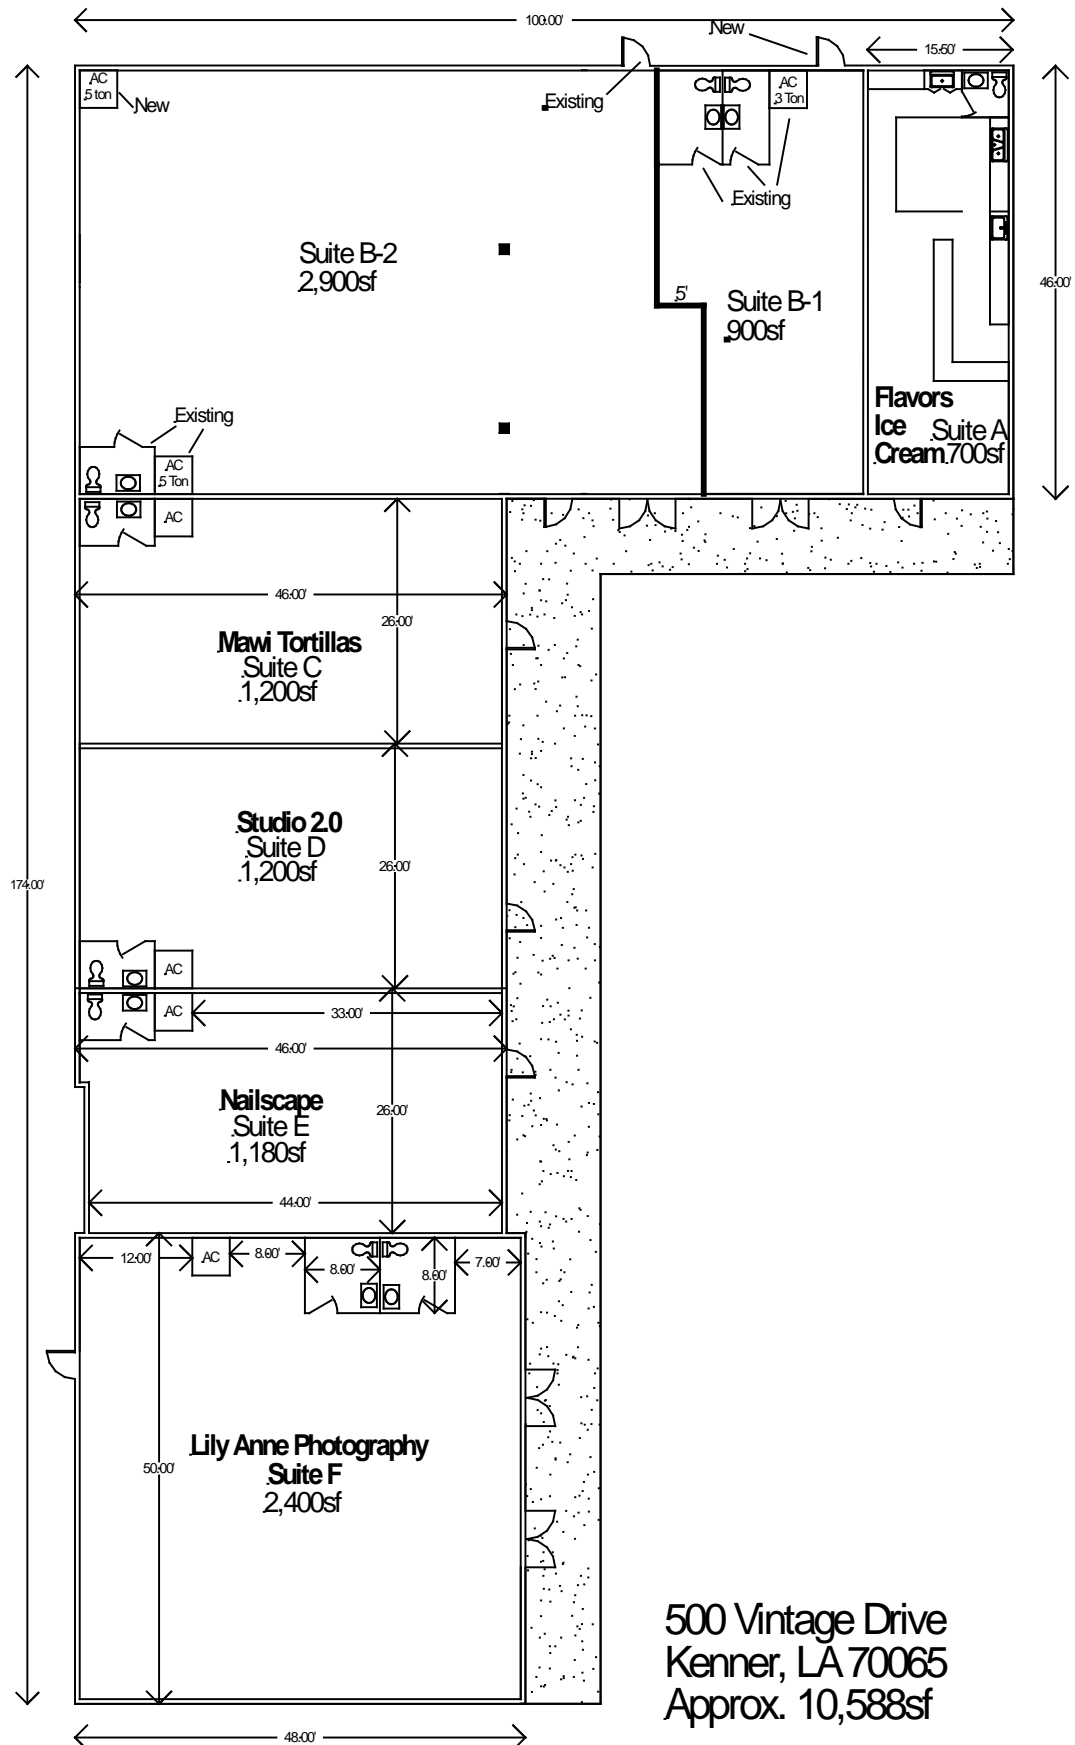 100.00'
New
15.50'
AC
.5 ton
New
Existing
AC
.3 Ton
Existing
Suite B-2
2,900sf
46.00'
.5'
Suite B-1
900sf
Flavors
Ice Suite A
Cream 700sf
Existing
AC
.5 Ton
AC
46.00'
26.00'
Mawi Tortillas
Suite C
1,200sf
Studio 2.0
Suite D
1,200sf
26.00'
174.00'
AC
AC
33.00'
46.00'
Nailscape
Suite E
1,180sf
26.00'
44.00'
12.00'
AC
8.00'
8.00'
8.00'
7.00'
Lily Anne Photography
Suite F
2,400sf
50.00'
48.00'
500 Vintage Drive
Kenner, LA 70065
Approx. 10,588sf